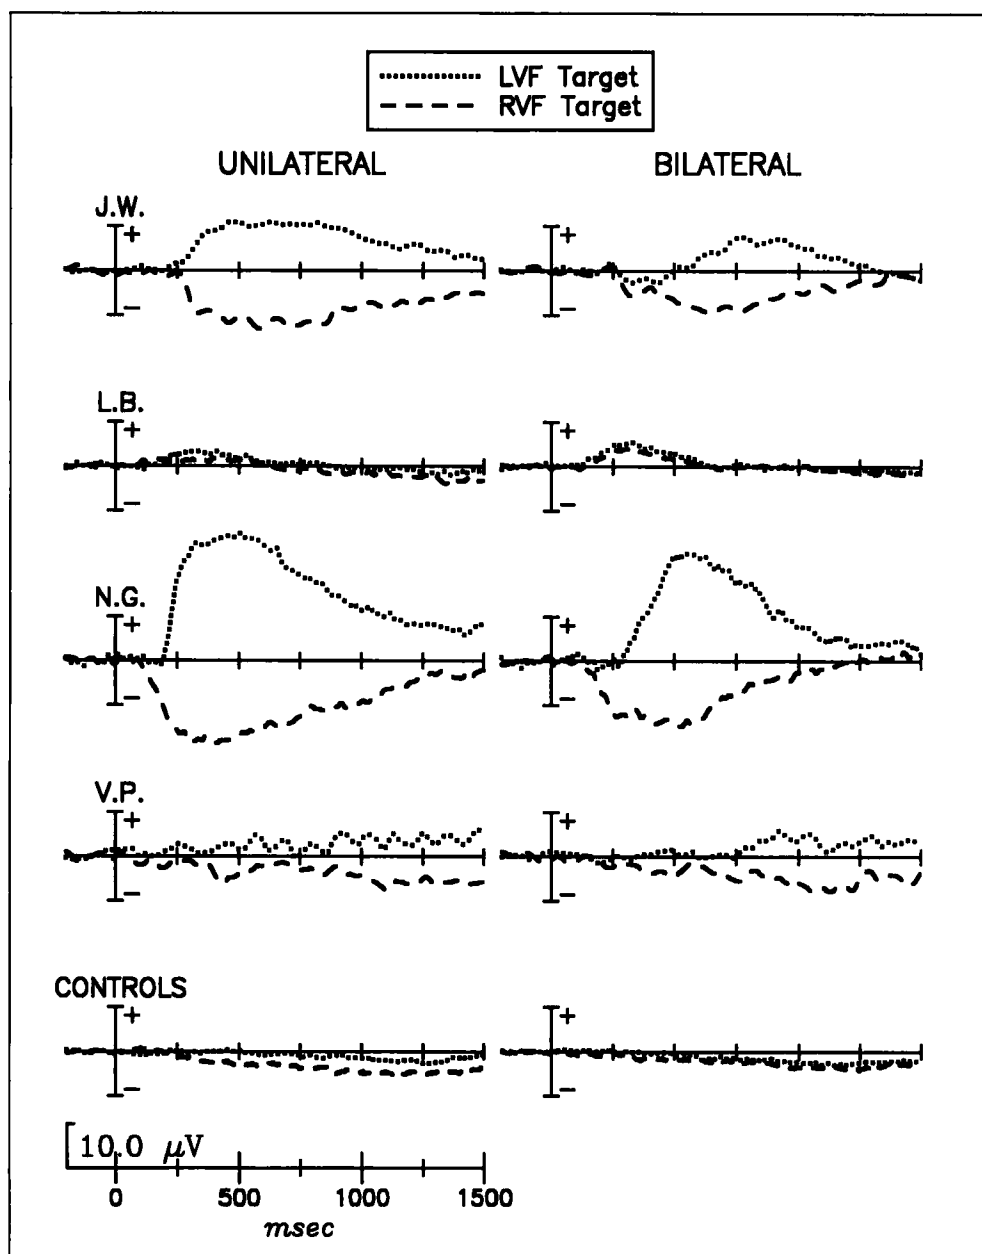 LVF Target
RVF Target
UNILATERAL BILATERAL
J.W.
+ +
− −
L.B.
+ +
− −
N.G.
+ +
− −
V.P.
+ +
− −
CONTROLS
+ +
− −
10.0 μV
0 500 1000 1500
msec